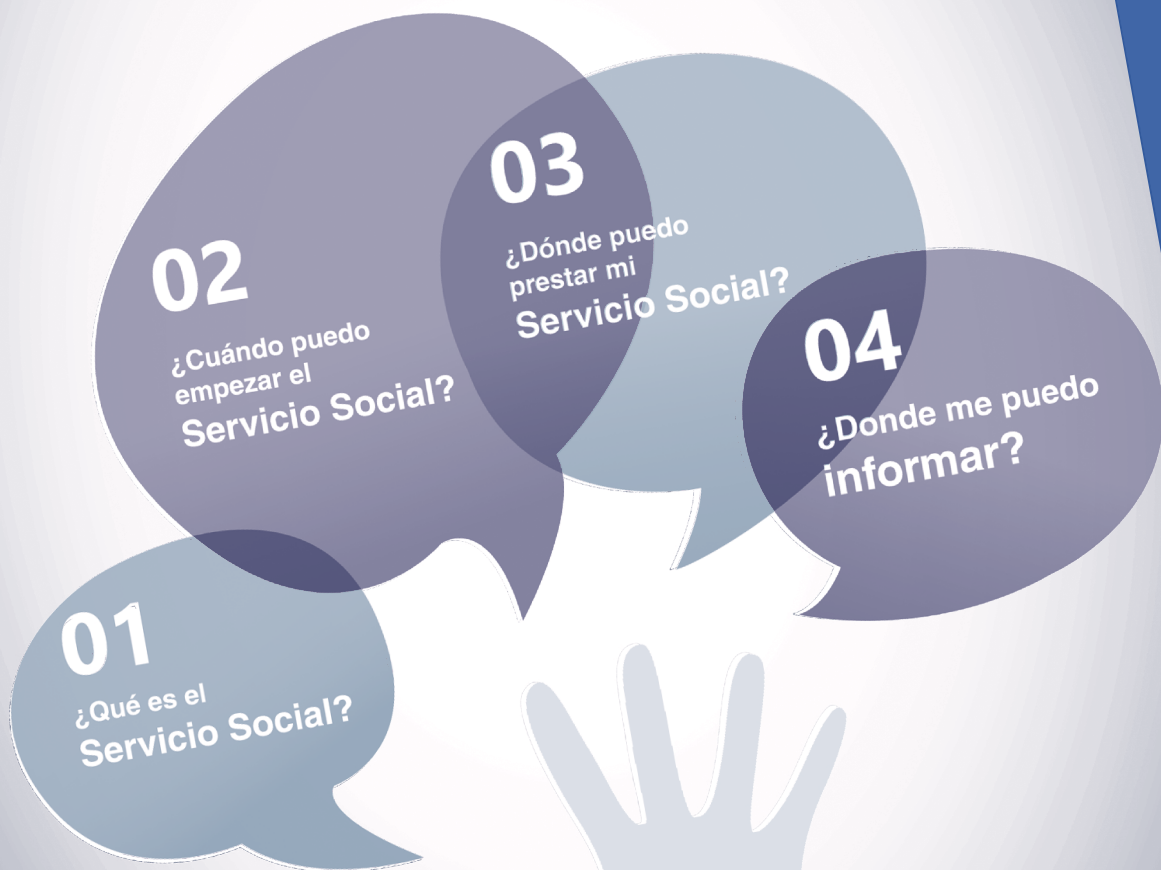 01
¿Qué es el
Servicio Social?
02
¿Cuándo puedo
empezar el
Servicio Social?
03
¿Dónde puedo
prestar mi
Servicio Social?
04
¿Donde me puedo
informar?